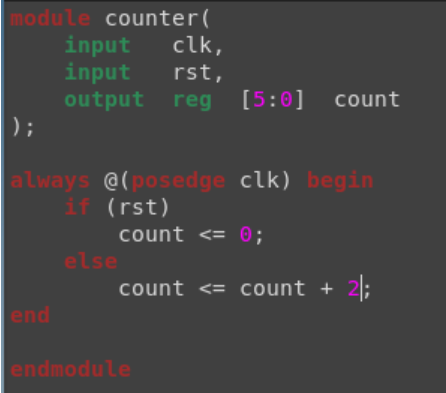 module counter(
    input   clk,
    input   rst,
    output  reg  [5:0]  count
);

always @(posedge clk) begin
    if (rst)
        count <= 0;
    else
        count <= count + 2;
end

endmodule